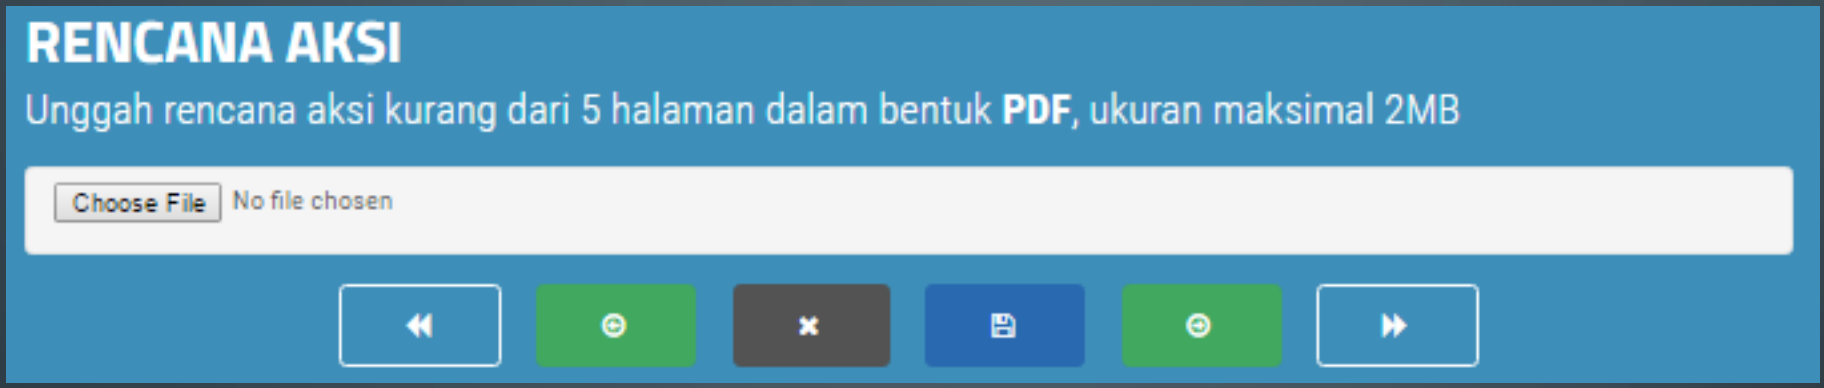 RENCANA AKSI
Unggah rencana aksi kurang dari 5 halaman dalam bentuk PDF, ukuran maksimal 2MB
Choose File No file chosen